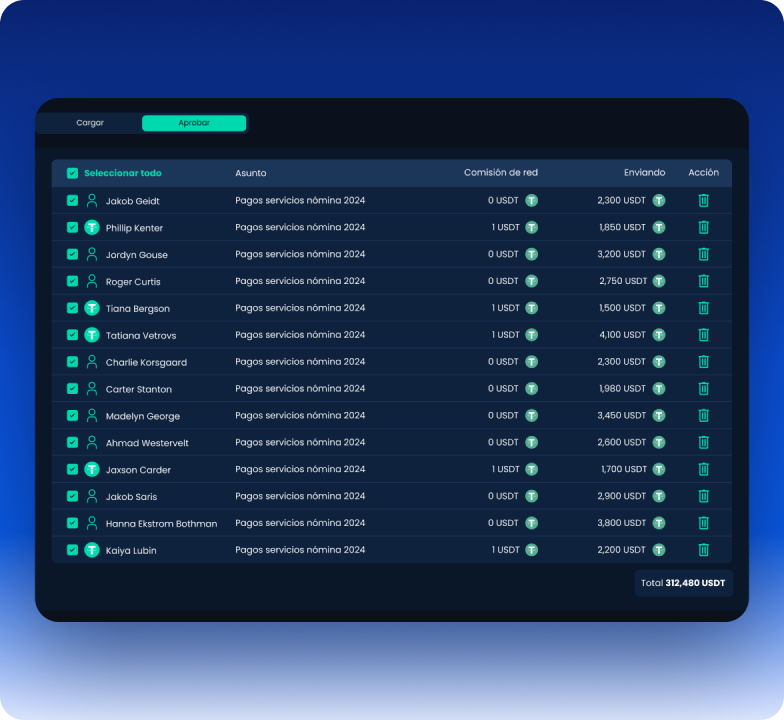 Cargar Aprobar
Seleccionar todo Asunto Comisión de red Enviando Acción
Jakob Geidt Pagos servicios nómina 2024 0 USDT 2,300 USDT
Phillip Kenter Pagos servicios nómina 2024 1 USDT 1,850 USDT
Jordyn Gouse Pagos servicios nómina 2024 0 USDT 3,200 USDT
Roger Curtis Pagos servicios nómina 2024 0 USDT 2,750 USDT
Tiana Bergson Pagos servicios nómina 2024 1 USDT 1,500 USDT
Tatiana Vetrovs Pagos servicios nómina 2024 1 USDT 4,100 USDT
Charlie Korsgaard Pagos servicios nómina 2024 0 USDT 2,300 USDT
Carter Stanton Pagos servicios nómina 2024 0 USDT 1,980 USDT
Madelyn George Pagos servicios nómina 2024 0 USDT 3,450 USDT
Ahmad Westervelt Pagos servicios nómina 2024 0 USDT 2,600 USDT
Jaxson Carder Pagos servicios nómina 2024 1 USDT 1,700 USDT
Jakob Saris Pagos servicios nómina 2024 0 USDT 2,900 USDT
Hanna Ekstrom Bothman Pagos servicios nómina 2024 0 USDT 3,800 USDT
Kaiya Lubin Pagos servicios nómina 2024 1 USDT 2,200 USDT
Total 312,480 USDT